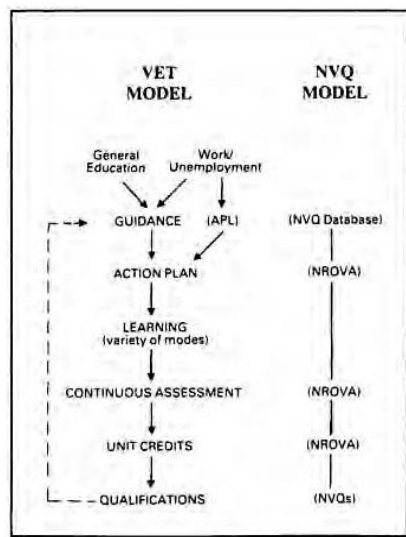 VET
MODEL
NVQ
MODEL
General
Education
Work/
Unemployment
GUIDANCE
(APL)
(NVQ Database)
ACTION PLAN
(NROVA)
LEARNING
(variety of modes)
CONTINUOUS ASSESSMENT
(NROVA)
UNIT CREDITS
(NROVA)
QUALIFICATIONS
(NVQs)